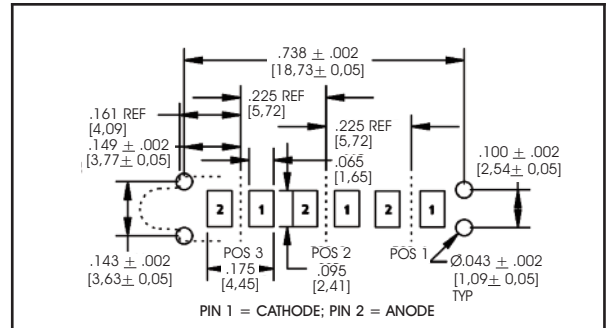 .738 ± .002
[18,73± 0,05]
.225 REF
[5,72]
.161 REF
[4,09]
.149 ± .002
[3,77± 0,05]
.225 REF
[5,72]
.065
[1,65]
.100 ± .002
[2,54± 0,05]
2 1 2 1 2 1
POS 3 POS 2 POS 1
.143 ± .002
[3,63± 0,05]
.175
[4,45]
.095
[2,41]
Ø.043 ± .002
[1,09± 0,05]
TYP
PIN 1 = CATHODE; PIN 2 = ANODE